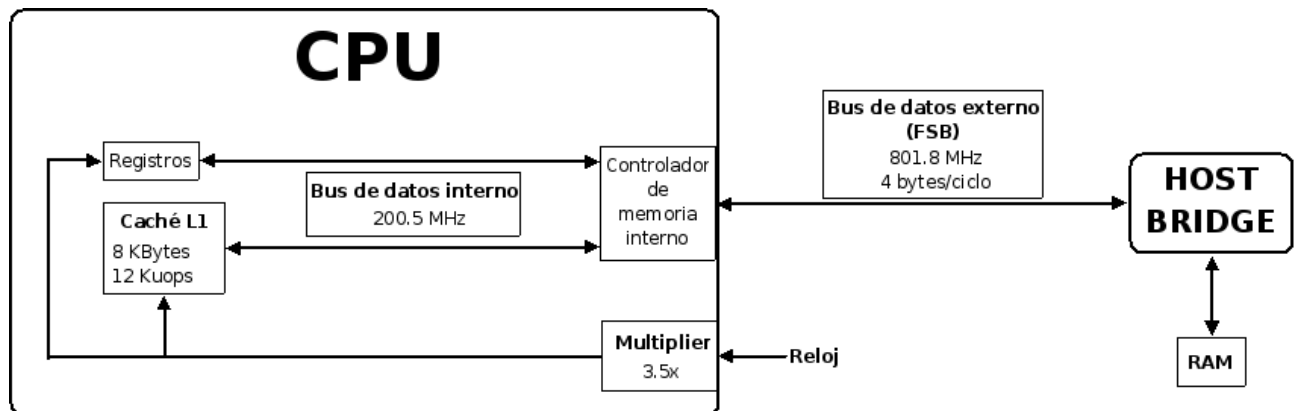 CPU
Registros
Caché L1
8 KBytes
12 Kuops
Bus de datos interno
200.5 MHz
Controlador
de
memoria
interno
Multiplier
3.5x
Reloj
Bus de datos externo
(FSB)
801.8 MHz
4 bytes/ciclo
HOST
BRIDGE
RAM